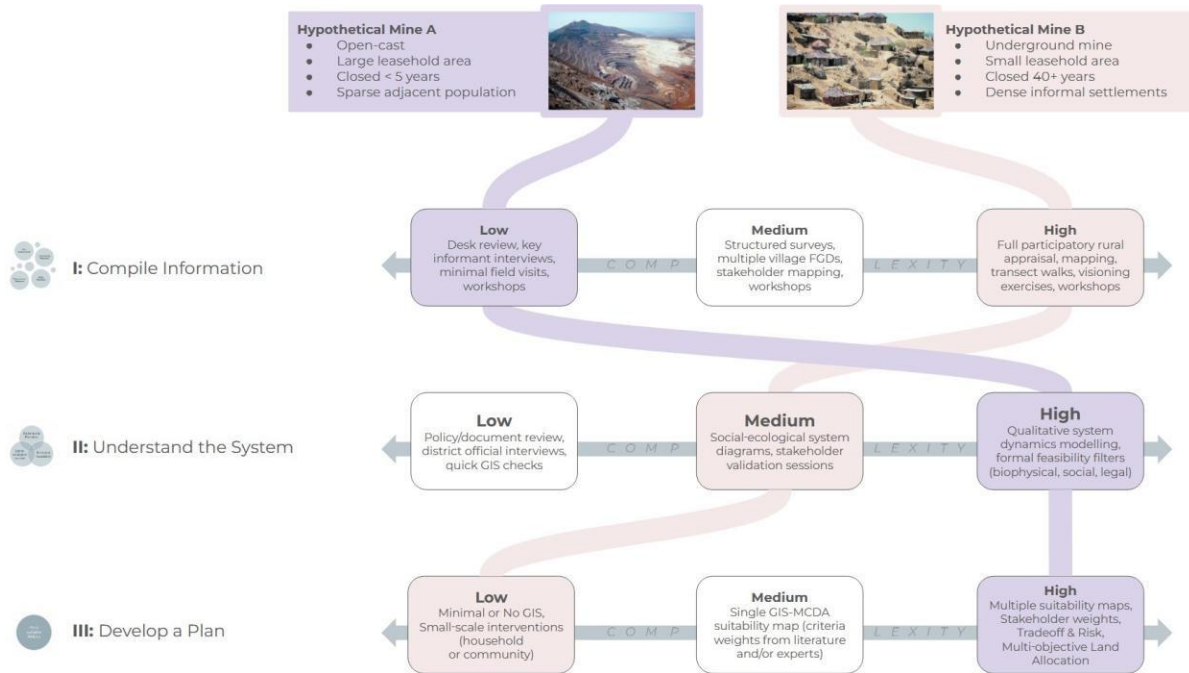 Hypothetical Mine A
● Open-cast
● Large leasehold area
● Closed < 5 years
● Sparse adjacent population
Hypothetical Mine B
● Underground mine
● Small leasehold area
● Closed 40+ years
● Dense informal settlements
I: Compile Information
Low
Desk review, key
informant interviews,
minimal field visits,
workshops
COMP
Medium
Structured surveys,
multiple village FGDs,
stakeholder mapping,
workshops
LEXITY
High
Full participatory rural
appraisal, mapping,
transect walks, visioning
exercises, workshops
II: Understand the System
Low
Policy/document review,
district official interviews,
quick GIS checks
COMP
Medium
Social-ecological system
diagrams, stakeholder
validation sessions
LEXITY
High
Qualitative system
dynamics modelling,
formal feasibility filters
(biophysical, social, legal)
III: Develop a Plan
Low
Minimal or No GIS,
Small-scale interventions
(household
or community)
COMP
Medium
Single GIS-MCDA
suitability map (criteria
weights from literature
and/or experts)
LEXITY
High
Multiple suitability maps,
Stakeholder weights,
Tradeoff & Risk,
Multi-objective Land
Allocation